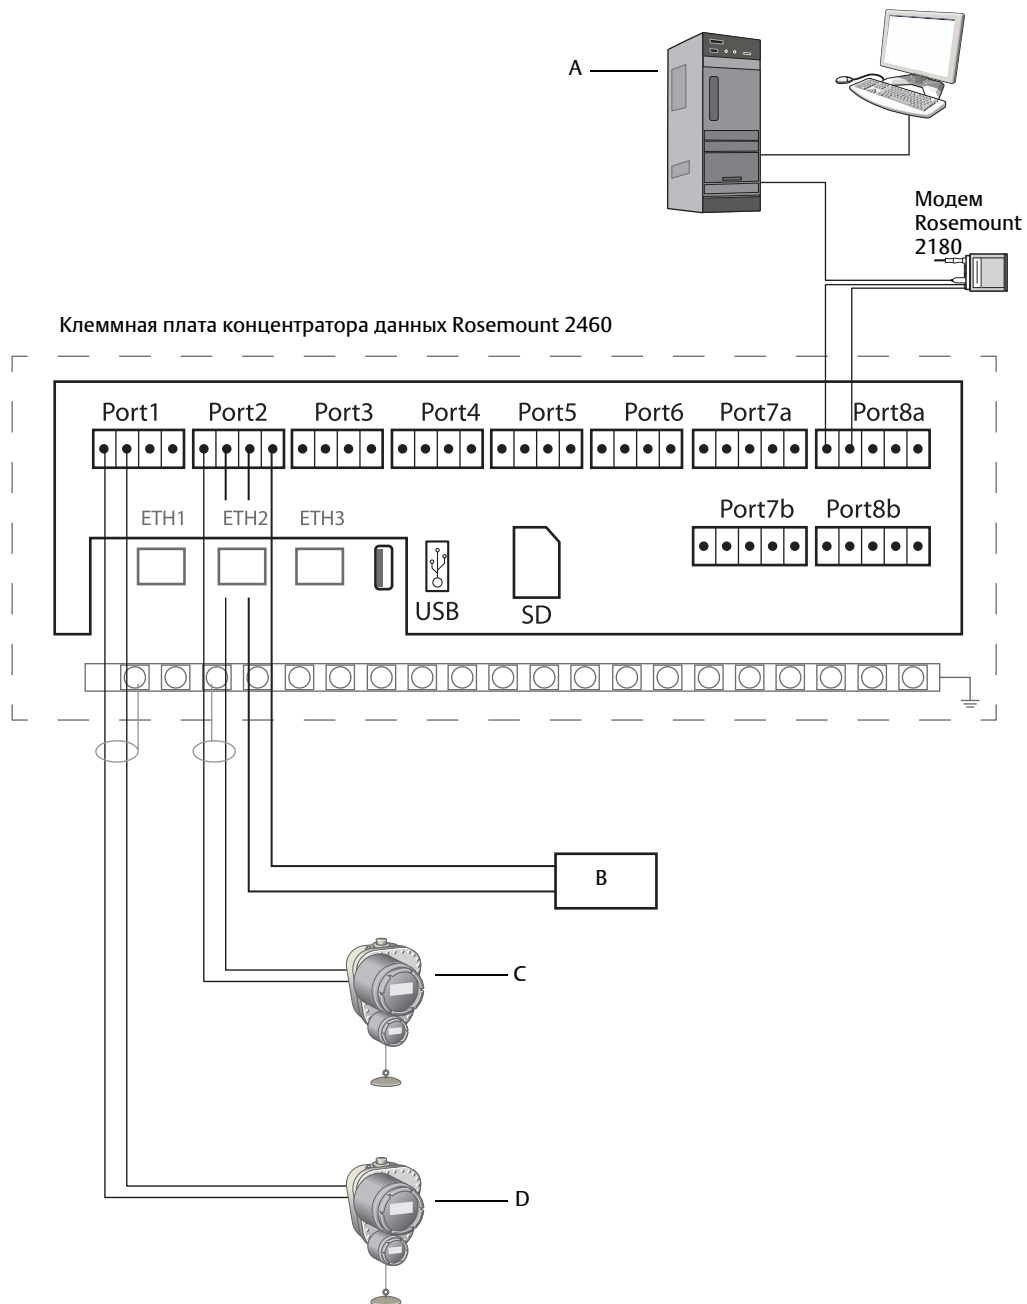 A
Модем
Rosemount
2180
Клеммная плата концентратора данных Rosemount 2460
Port1 Port2 Port3 Port4 Port5 Port6 Port7a Port8a
Port7b Port8b
ETH1 ETH2 ETH3
USB SD
B
C
D